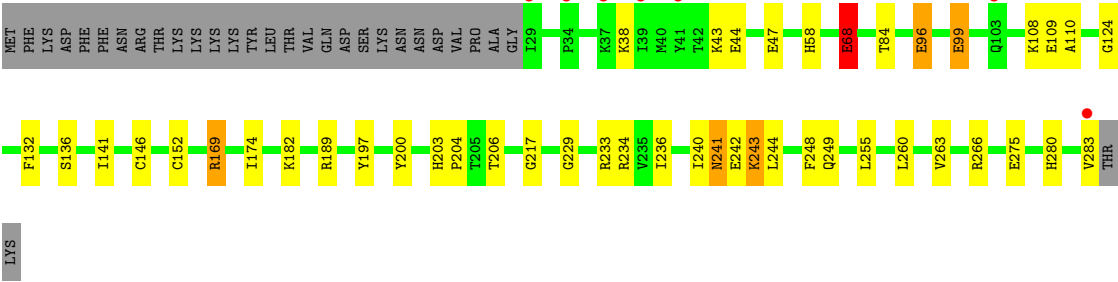 MET PHE LYS ASP PHE PHE ASN ARG THR LYS LYS LYS LYS TYR LEU THR VAL GLN ASP SER LYS ASN ASN ASP VAL PRO ALA GLY I29 P34 K37 K38 I39 M40 Y41 T42 K43 E44 E47 H58 E68 T84 E96 E99 Q103 K108 E109 A110 G124
F132 S136 I141 C146 C152 R169 I174 K182 R189 Y197 Y200 H203 P204 T205 T206 G217 G229 R233 R234 V235 I236 I240 N241 E242 K243 L244 F248 Q249 L255 L260 V263 R266 E275 H280 V283 THR
LYS